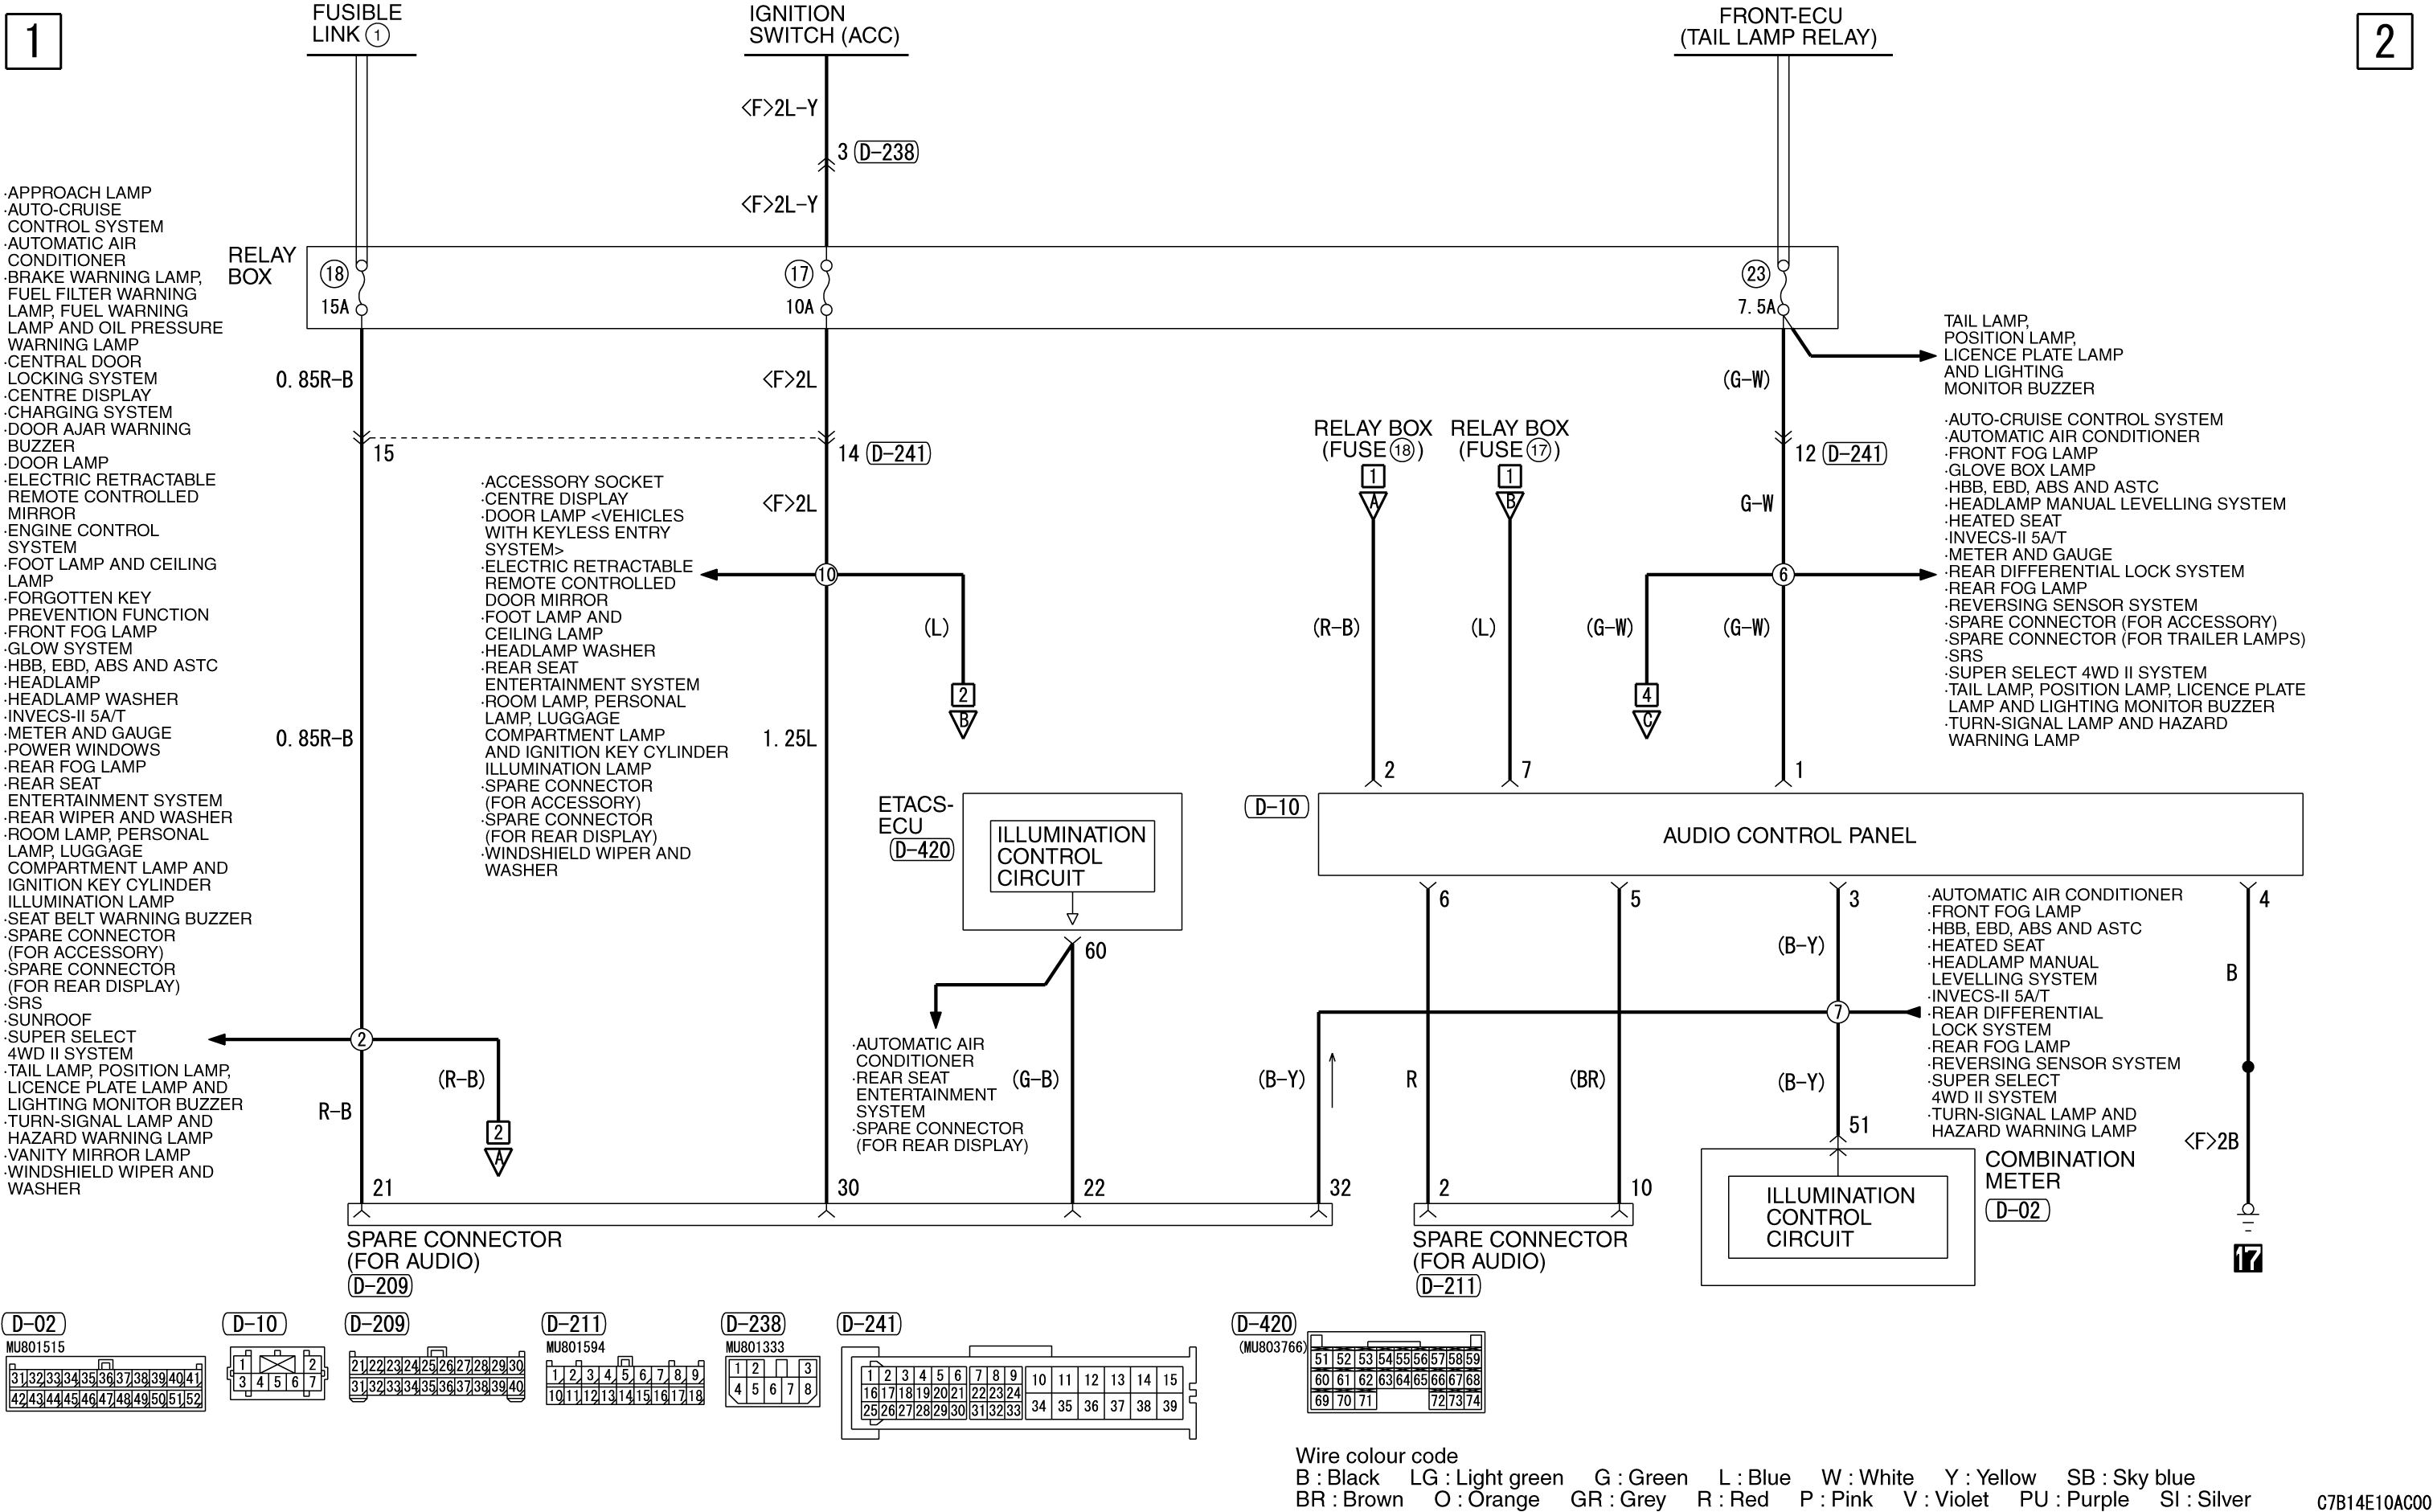 1
FUSIBLE
LINK ①
IGNITION
SWITCH (ACC)
FRONT-ECU
(TAIL LAMP RELAY)
2
<F>2L-Y
3 D-238
<F>2L-Y
RELAY
BOX
18
15A
17
10A
23
7.5A
·APPROACH LAMP
·AUTO-CRUISE
CONTROL SYSTEM
·AUTOMATIC AIR
CONDITIONER
·BRAKE WARNING LAMP,
FUEL FILTER WARNING
LAMP, FUEL WARNING
LAMP AND OIL PRESSURE
WARNING LAMP
·CENTRAL DOOR
LOCKING SYSTEM
·CENTRE DISPLAY
·CHARGING SYSTEM
·DOOR AJAR WARNING
BUZZER
·DOOR LAMP
·ELECTRIC RETRACTABLE
REMOTE CONTROLLED
MIRROR
·ENGINE CONTROL
SYSTEM
·FOOT LAMP AND CEILING
LAMP
·FORGOTTEN KEY
PREVENTION FUNCTION
·FRONT FOG LAMP
·GLOW SYSTEM
·HBB, EBD, ABS AND ASTC
·HEADLAMP
·HEADLAMP WASHER
·INVECS-II 5A/T
·METER AND GAUGE
·POWER WINDOWS
·REAR FOG LAMP
·REAR SEAT
ENTERTAINMENT SYSTEM
·REAR WIPER AND WASHER
·ROOM LAMP, PERSONAL
LAMP, LUGGAGE
COMPARTMENT LAMP AND
IGNITION KEY CYLINDER
ILLUMINATION LAMP
·SEAT BELT WARNING BUZZER
·SPARE CONNECTOR
(FOR ACCESSORY)
·SPARE CONNECTOR
(FOR REAR DISPLAY)
·SRS
·SUNROOF
·SUPER SELECT
4WD II SYSTEM
·TAIL LAMP, POSITION LAMP,
LICENCE PLATE LAMP AND
LIGHTING MONITOR BUZZER
·TURN-SIGNAL LAMP AND
HAZARD WARNING LAMP
·VANITY MIRROR LAMP
·WINDSHIELD WIPER AND
WASHER
0.85R-B
15
0.85R-B
2
R-B
(R-B)
2
A
21
<F>2L
14 D-241
<F>2L
·ACCESSORY SOCKET
·CENTRE DISPLAY
·DOOR LAMP <VEHICLES
WITH KEYLESS ENTRY
SYSTEM>
·ELECTRIC RETRACTABLE
REMOTE CONTROLLED
DOOR MIRROR
·FOOT LAMP AND
CEILING LAMP
·HEADLAMP WASHER
·REAR SEAT
ENTERTAINMENT SYSTEM
·ROOM LAMP, PERSONAL
LAMP, LUGGAGE
COMPARTMENT LAMP
AND IGNITION KEY CYLINDER
ILLUMINATION LAMP
·SPARE CONNECTOR
(FOR ACCESSORY)
·SPARE CONNECTOR
(FOR REAR DISPLAY)
·WINDSHIELD WIPER AND
WASHER
10
(L)
2
B
1.25L
30
ETACS-
ECU
D-420
ILLUMINATION
CONTROL
CIRCUIT
60
·AUTOMATIC AIR
CONDITIONER
·REAR SEAT
ENTERTAINMENT
SYSTEM
·SPARE CONNECTOR
(FOR REAR DISPLAY)
(G-B)
22
(B-Y)
32
SPARE CONNECTOR
(FOR AUDIO)
D-209
RELAY BOX
(FUSE 18)
1
A
(R-B)
2
RELAY BOX
(FUSE 17)
1
B
(L)
7
(G-W)
12 D-241
G-W
6
(G-W)
4
C
(G-W)
1
TAIL LAMP,
POSITION LAMP,
LICENCE PLATE LAMP
AND LIGHTING
MONITOR BUZZER
·AUTO-CRUISE CONTROL SYSTEM
·AUTOMATIC AIR CONDITIONER
·FRONT FOG LAMP
·GLOVE BOX LAMP
·HBB, EBD, ABS AND ASTC
·HEADLAMP MANUAL LEVELLING SYSTEM
·HEATED SEAT
·INVECS-II 5A/T
·METER AND GAUGE
·REAR DIFFERENTIAL LOCK SYSTEM
·REAR FOG LAMP
·REVERSING SENSOR SYSTEM
·SPARE CONNECTOR (FOR ACCESSORY)
·SPARE CONNECTOR (FOR TRAILER LAMPS)
·SRS
·SUPER SELECT 4WD II SYSTEM
·TAIL LAMP, POSITION LAMP, LICENCE PLATE
LAMP AND LIGHTING MONITOR BUZZER
·TURN-SIGNAL LAMP AND HAZARD
WARNING LAMP
D-10
AUDIO CONTROL PANEL
6
5
3
4
R
(BR)
(B-Y)
7
(B-Y)
51
·AUTOMATIC AIR CONDITIONER
·FRONT FOG LAMP
·HBB, EBD, ABS AND ASTC
·HEATED SEAT
·HEADLAMP MANUAL
LEVELLING SYSTEM
·INVECS-II 5A/T
·REAR DIFFERENTIAL
LOCK SYSTEM
·REAR FOG LAMP
·REVERSING SENSOR SYSTEM
·SUPER SELECT
4WD II SYSTEM
·TURN-SIGNAL LAMP AND
HAZARD WARNING LAMP
B
<F>2B
17
2
10
SPARE CONNECTOR
(FOR AUDIO)
D-211
ILLUMINATION
CONTROL
CIRCUIT
COMBINATION
METER
D-02
D-02
MU801515
31 32 33 34 35 36 37 38 39 40 41
42 43 44 45 46 47 48 49 50 51 52
D-10
1 2
3 4 5 6 7
D-209
21 22 23 24 25 26 27 28 29 30
31 32 33 34 35 36 37 38 39 40
D-211
MU801594
1 2 3 4 5 6 7 8 9
10 11 12 13 14 15 16 17 18
D-238
MU801333
1 2 3
4 5 6 7 8
D-241
1 2 3 4 5 6 7 8 9 10 11 12 13 14 15
16 17 18 19 20 21 22 23 24
25 26 27 28 29 30 31 32 33 34 35 36 37 38 39
D-420
(MU803766)
51 52 53 54 55 56 57 58 59
60 61 62 63 64 65 66 67 68
69 70 71 72 73 74
Wire colour code
B : Black LG : Light green G : Green L : Blue W : White Y : Yellow SB : Sky blue
BR : Brown O : Orange GR : Grey R : Red P : Pink V : Violet PU : Purple SI : Silver